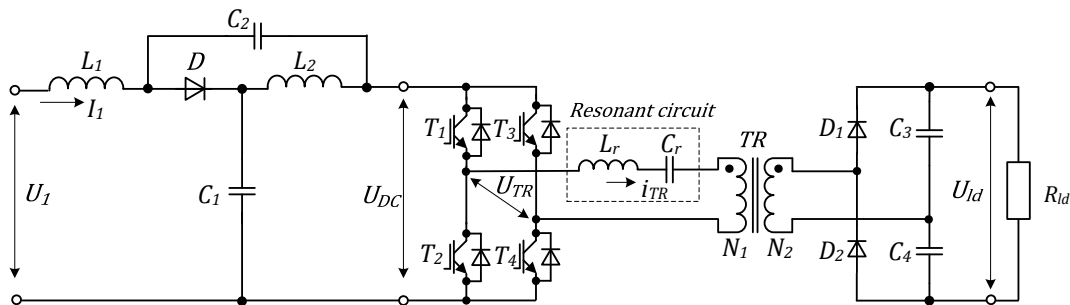 C2
L1
D
L2
I1
Resonant circuit
T1
T3
Lr
Cr
TR
D1
C3
U1
C1
UDC
UTR
iTR
Uld
Rld
T2
T4
N1
N2
D2
C4